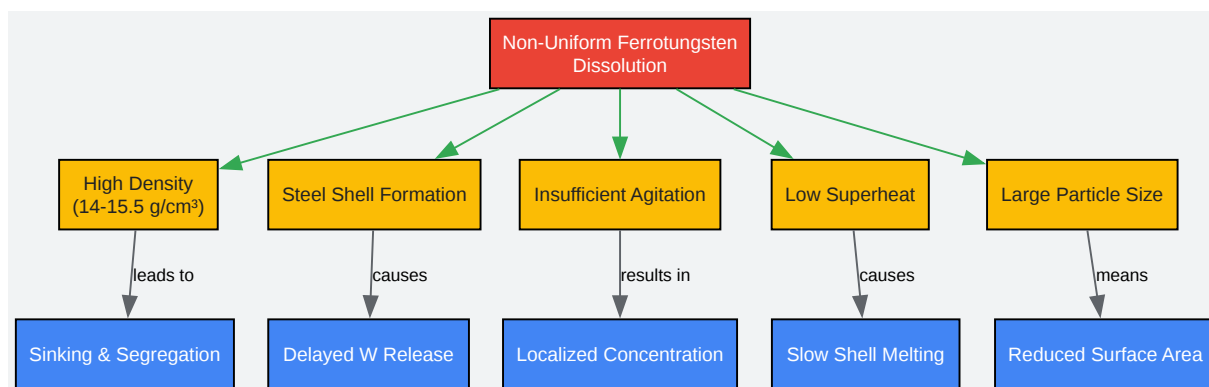 Non-Uniform Ferrotungsten
Dissolution
High Density
(14-15.5 g/cm³)
Steel Shell Formation
Insufficient Agitation
Low Superheat
Large Particle Size
leads to
causes
results in
causes
means
Sinking & Segregation
Delayed W Release
Localized Concentration
Slow Shell Melting
Reduced Surface Area